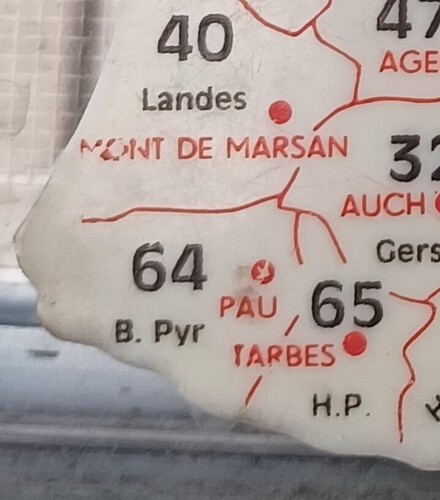 40
47
AGE
Landes
MONT DE MARSAN
32
AUCH
Gers
64
PAU
65
B. Pyr
TARBES
H.P.